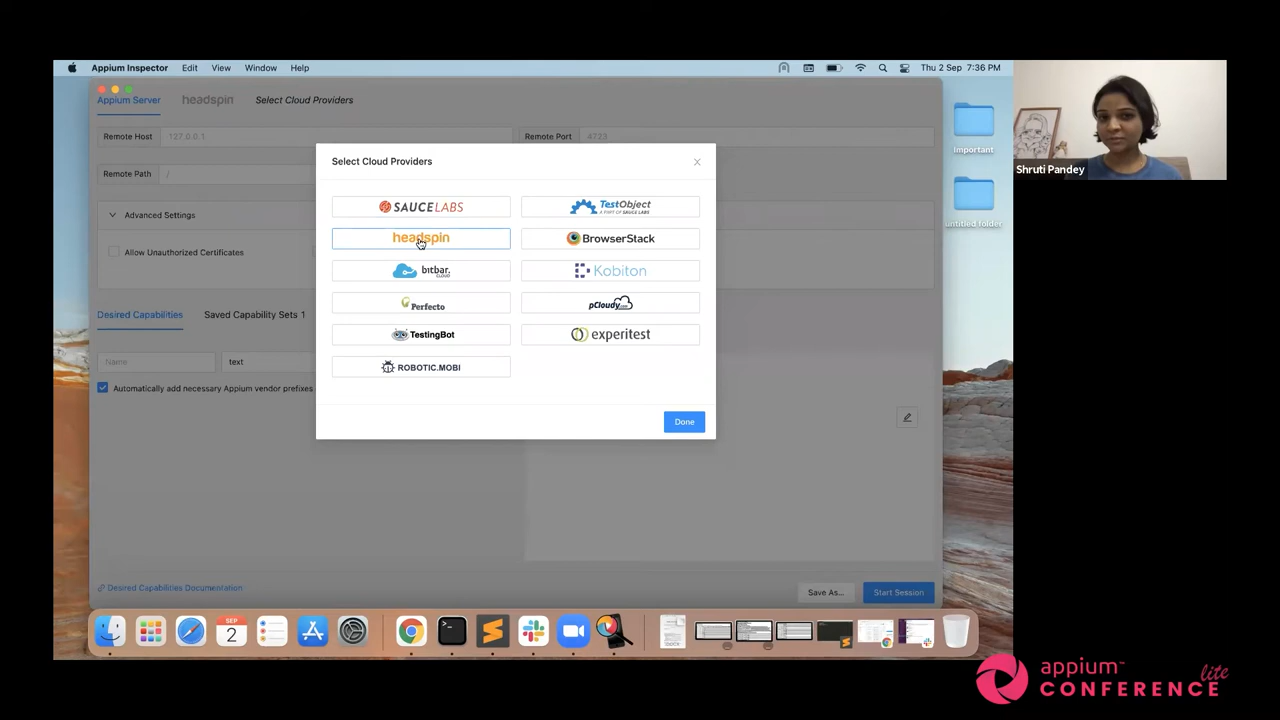 Appium Inspector Edit View Window Help Thu 2 Sep 7:36 PM
Appium Server headspin Select Cloud Providers
Remote Host 127.0.0.1 Remote Port 4723
Remote Path /
Advanced Settings
Allow Unauthorized Certificates
Desired Capabilities Saved Capability Sets 1
Name text
Automatically add necessary Appium vendor prefixes
Select Cloud Providers
SAUCELABS TestObject
A PART OF SAUCE LABS
headspin BrowserStack
bitbar. CLOUD Kobiton
Perfecto pCloudy.com
TestingBot experitest
ROBOTIC.MOBI
Done
Desired Capabilities Documentation Save As... Start Session
important
untitled folder
Shruti Pandey
SEP
2
appium™
CONFERENCE lite